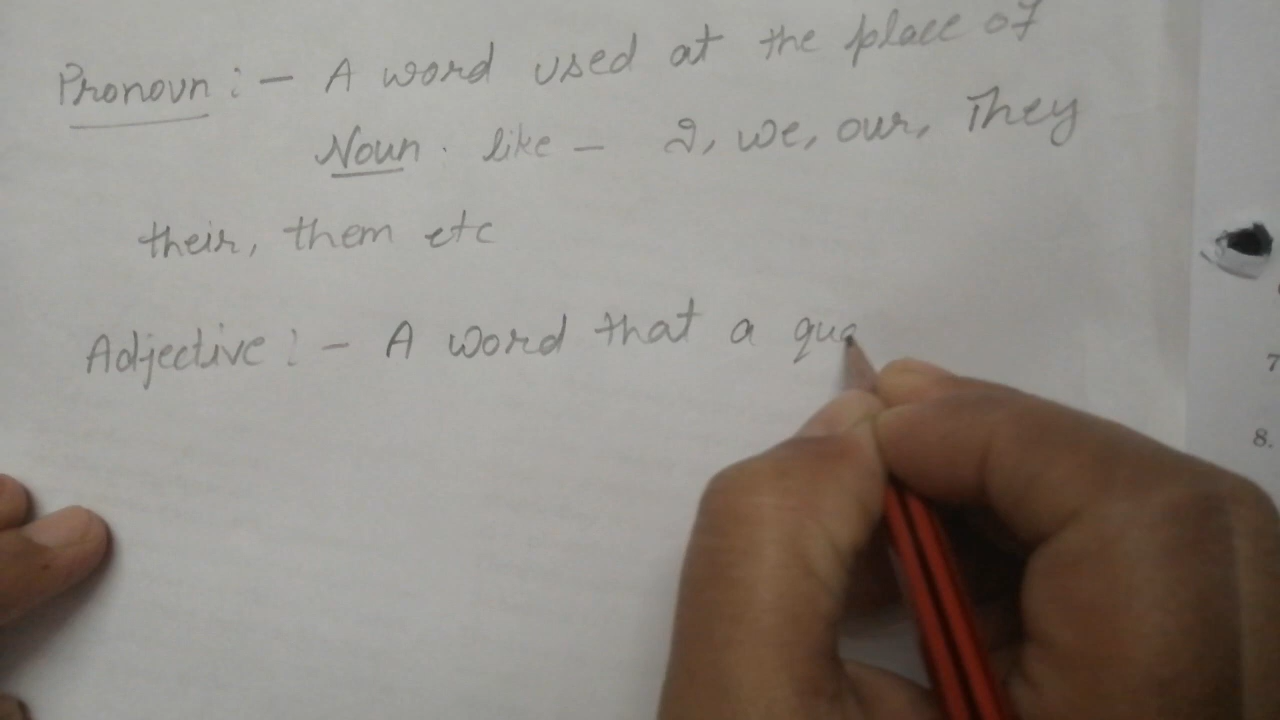 Pronoun :- A word used at the place of
Noun. like - I, we, our, They
their, them etc
Adjective :- A word that a qua
7
8.